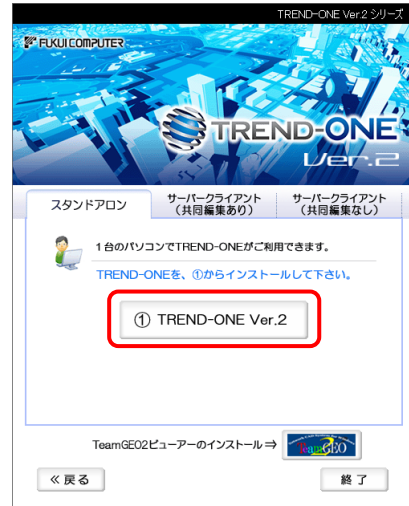 TREND-ONE Ver.2 シリーズ
FUKUI COMPUTER
TREND-ONE
Ver.2
スタンドアロン
サーバークライアント
（共同編集あり）
サーバークライアント
（共同編集なし）
1台のパソコンでTREND-ONEがご利用できます。
TREND-ONEを、①からインストールして下さい。
① TREND-ONE Ver.2
TeamGEO2ビューアーのインストール⇒
TeamGEO
≪戻る
終了